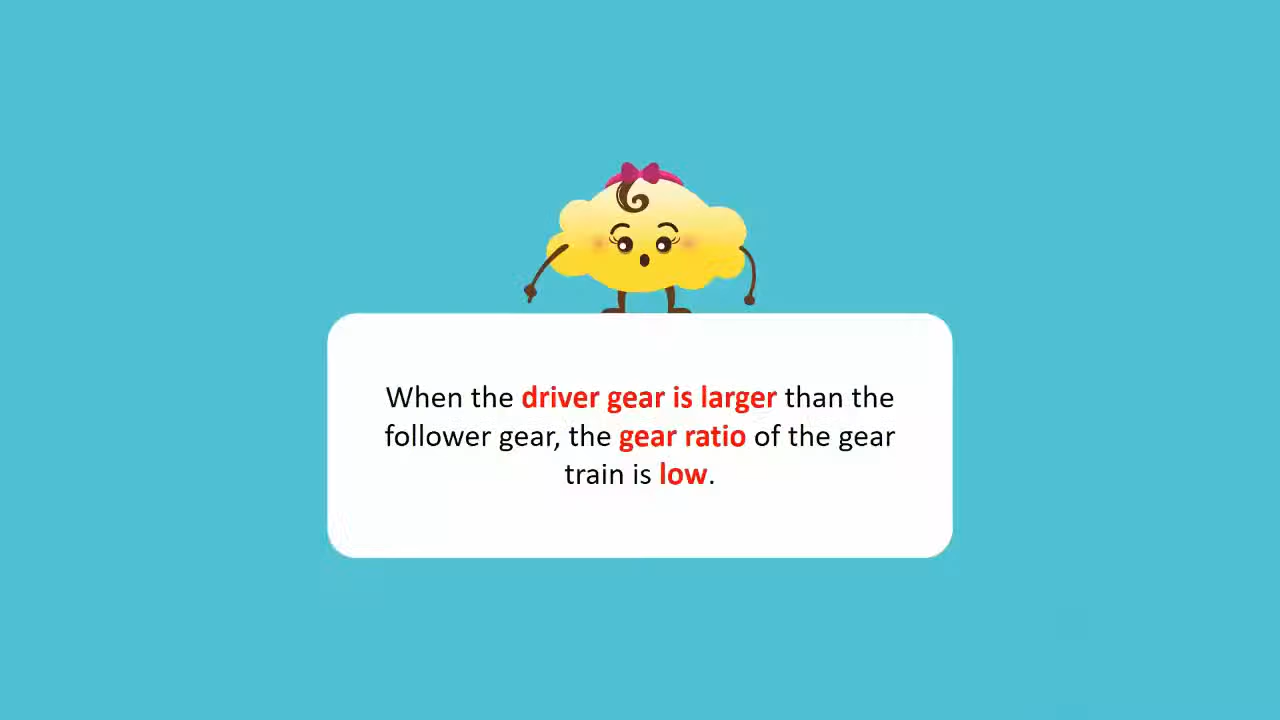 When the driver gear is larger than the
follower gear, the gear ratio of the gear
train is low.